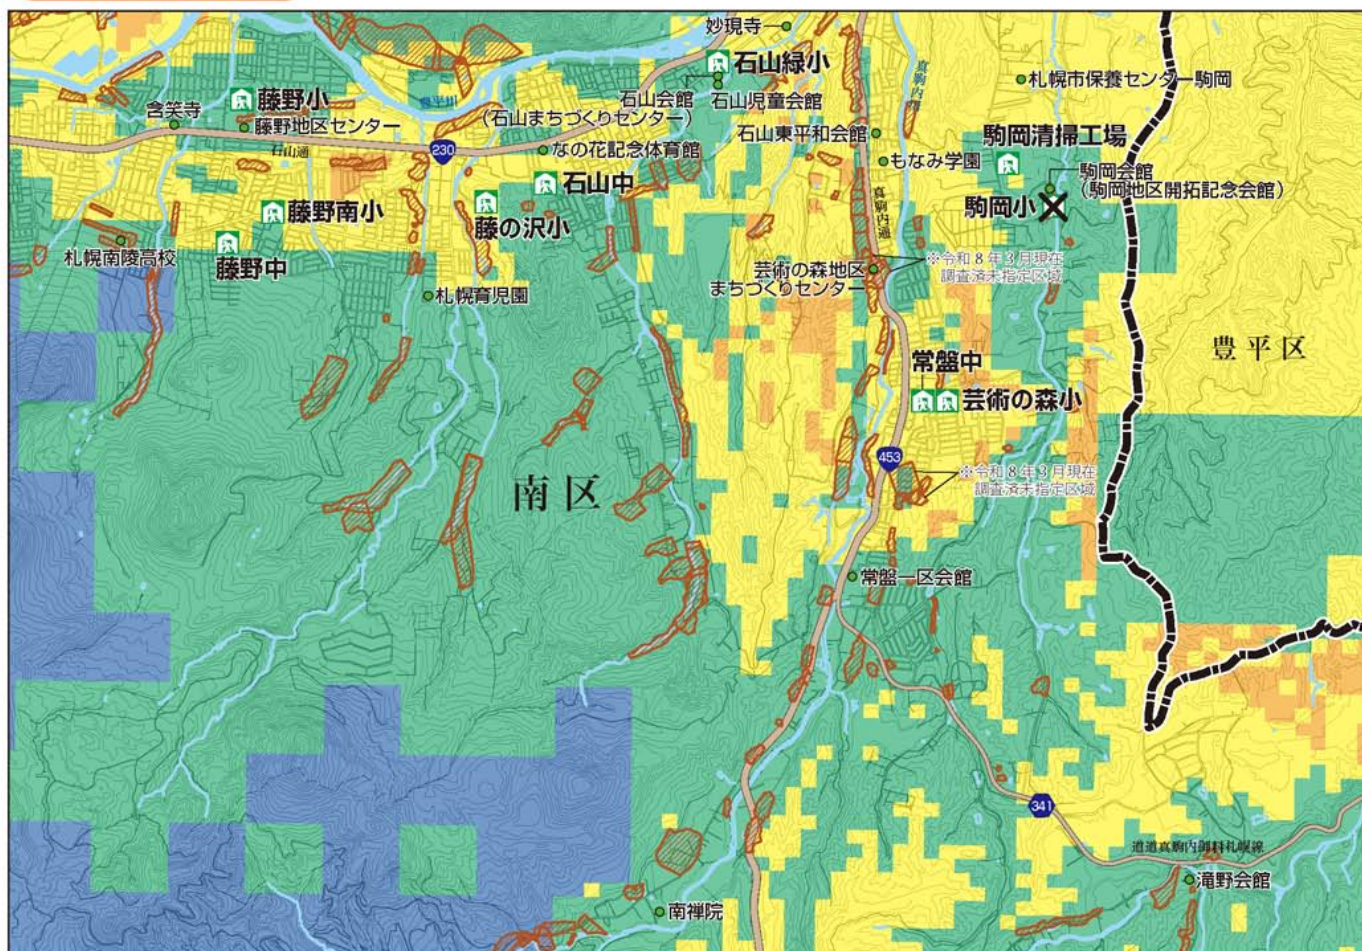 妙現寺
石山緑小
真駒内川
札幌市保養センター駒岡
藤野小
石山会館
（石山まちづくりセンター）
石山児童会館
含笑寺
藤野地区センター
豊平川
石山東平和会館
駒岡清掃工場
石山通
230
なの花記念体育館
もなみ学園
駒岡会館
（駒岡地区開拓記念会館）
石山中
真駒内通
駒岡小
藤野南小
藤の沢小
札幌南陵高校
藤野中
芸術の森地区
まちづくりセンター
※令和8年3月現在
調査済未指定区域
札幌育児園
豊平区
常盤中
芸術の森小
453
※令和8年3月現在
調査済未指定区域
南区
常盤一区会館
341
道道真駒内御料札幌線
滝野会館
南禅院